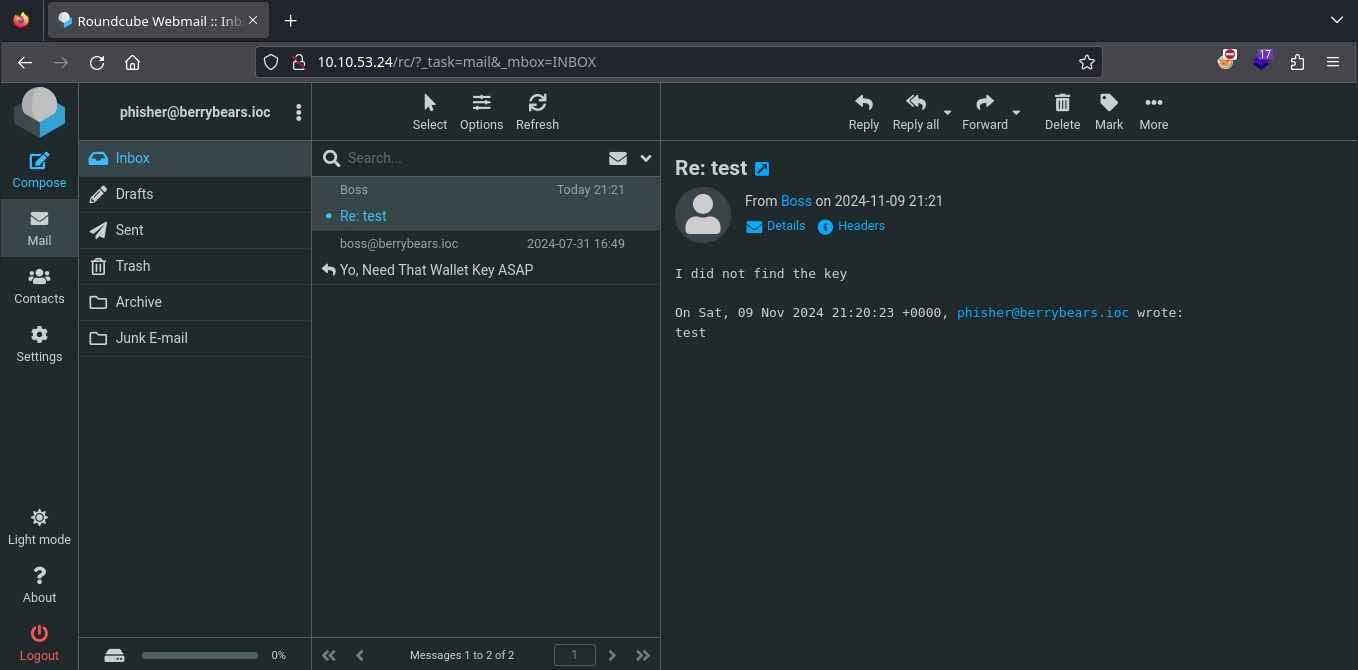 Roundcube Webmail :: Inb
10.10.53.24/rc/?_task=mail&_mbox=INBOX
17
phisher@berrybears.ioc
Compose
Mail
Contacts
Settings
Light mode
About
Logout
Inbox
Drafts
Sent
Trash
Archive
Junk E-mail
0%
Select Options Refresh
Search...
Boss Today 21:21
Re: test
boss@berrybears.ioc 2024-07-31 16:49
Yo, Need That Wallet Key ASAP
Messages 1 to 2 of 2
1
Reply Reply all Forward Delete Mark More
Re: test
From Boss on 2024-11-09 21:21
Details Headers
I did not find the key
On Sat, 09 Nov 2024 21:20:23 +0000, phisher@berrybears.ioc wrote:
test